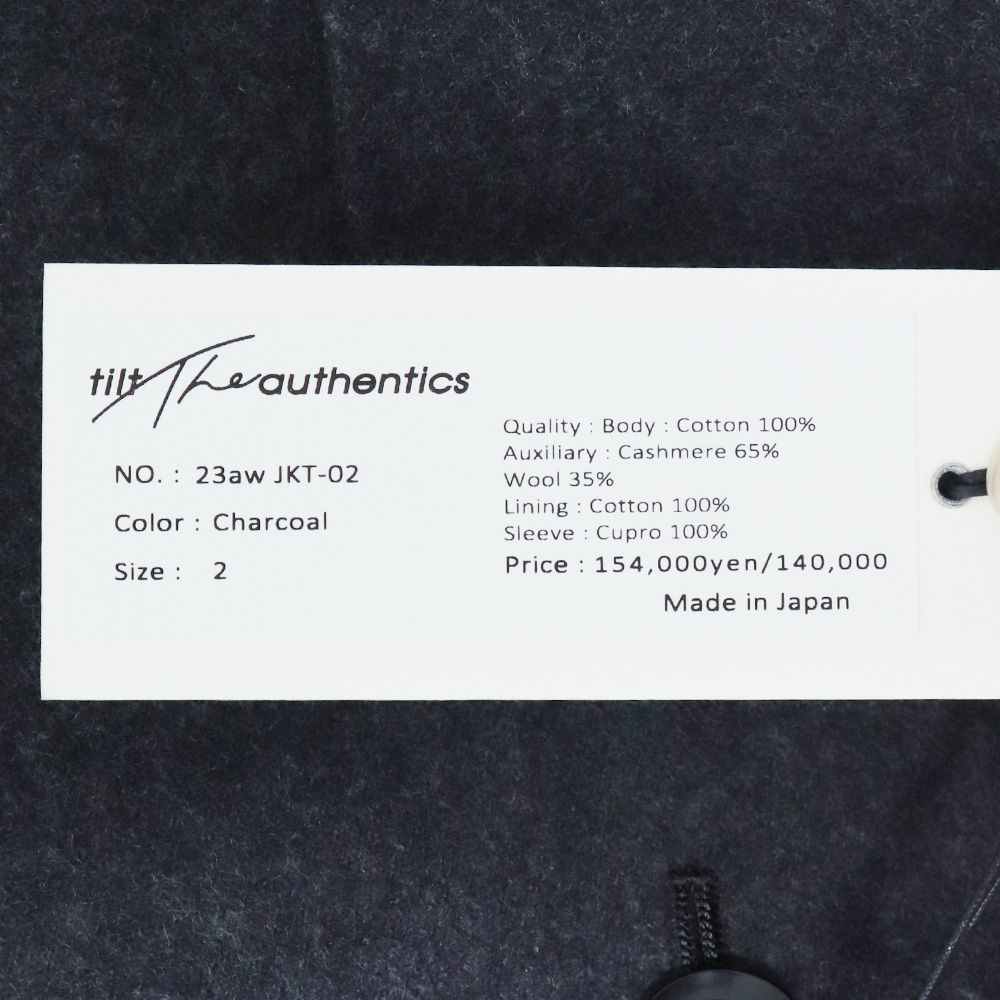 tilt The authentics
NO. : 23aw JKT-02
Color : Charcoal
Size : 2
Quality : Body : Cotton 100%
Auxiliary : Cashmere 65%
Wool 35%
Lining : Cotton 100%
Sleeve : Cupro 100%
Price : 154,000yen/140,000
Made in Japan